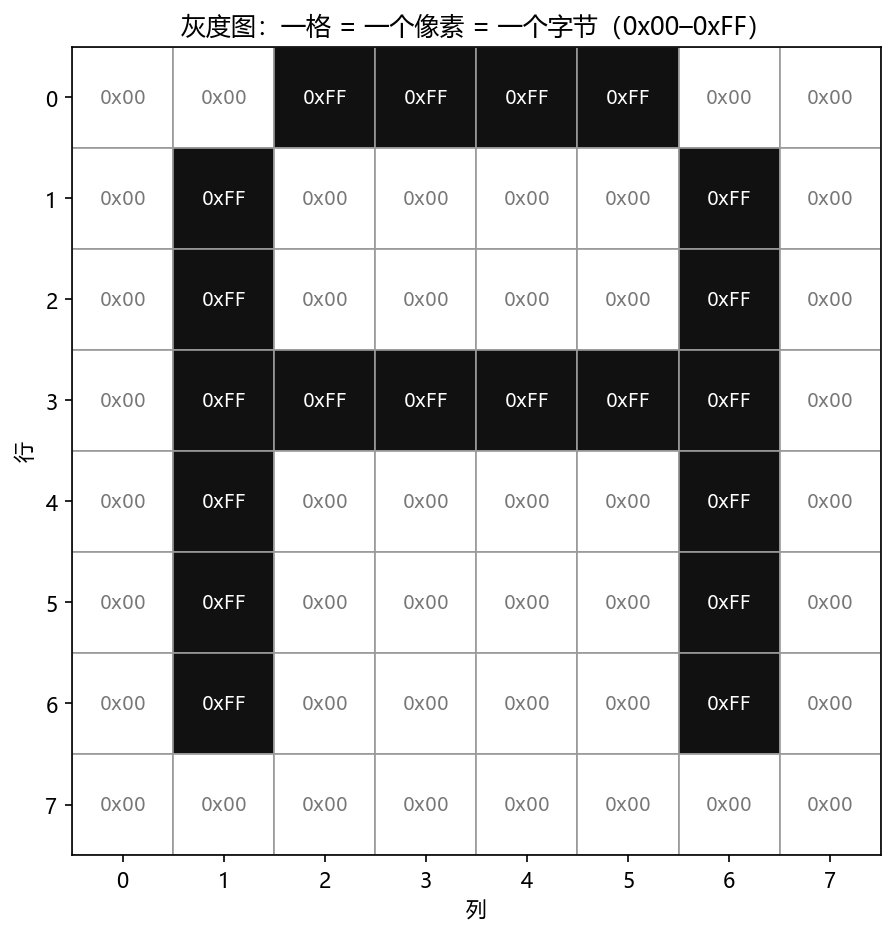 灰度图：一格 = 一个像素 = 一个字节（0x00–0xFF）
0 0x00 0x00 0xFF 0xFF 0xFF 0xFF 0x00 0x00
1 0x00 0xFF 0x00 0x00 0x00 0x00 0xFF 0x00
2 0x00 0xFF 0x00 0x00 0x00 0x00 0xFF 0x00
3 0x00 0xFF 0xFF 0xFF 0xFF 0xFF 0xFF 0x00
行
4 0x00 0xFF 0x00 0x00 0x00 0x00 0xFF 0x00
5 0x00 0xFF 0x00 0x00 0x00 0x00 0xFF 0x00
6 0x00 0xFF 0x00 0x00 0x00 0x00 0xFF 0x00
7 0x00 0x00 0x00 0x00 0x00 0x00 0x00 0x00
0 1 2 3 4 5 6 7
列